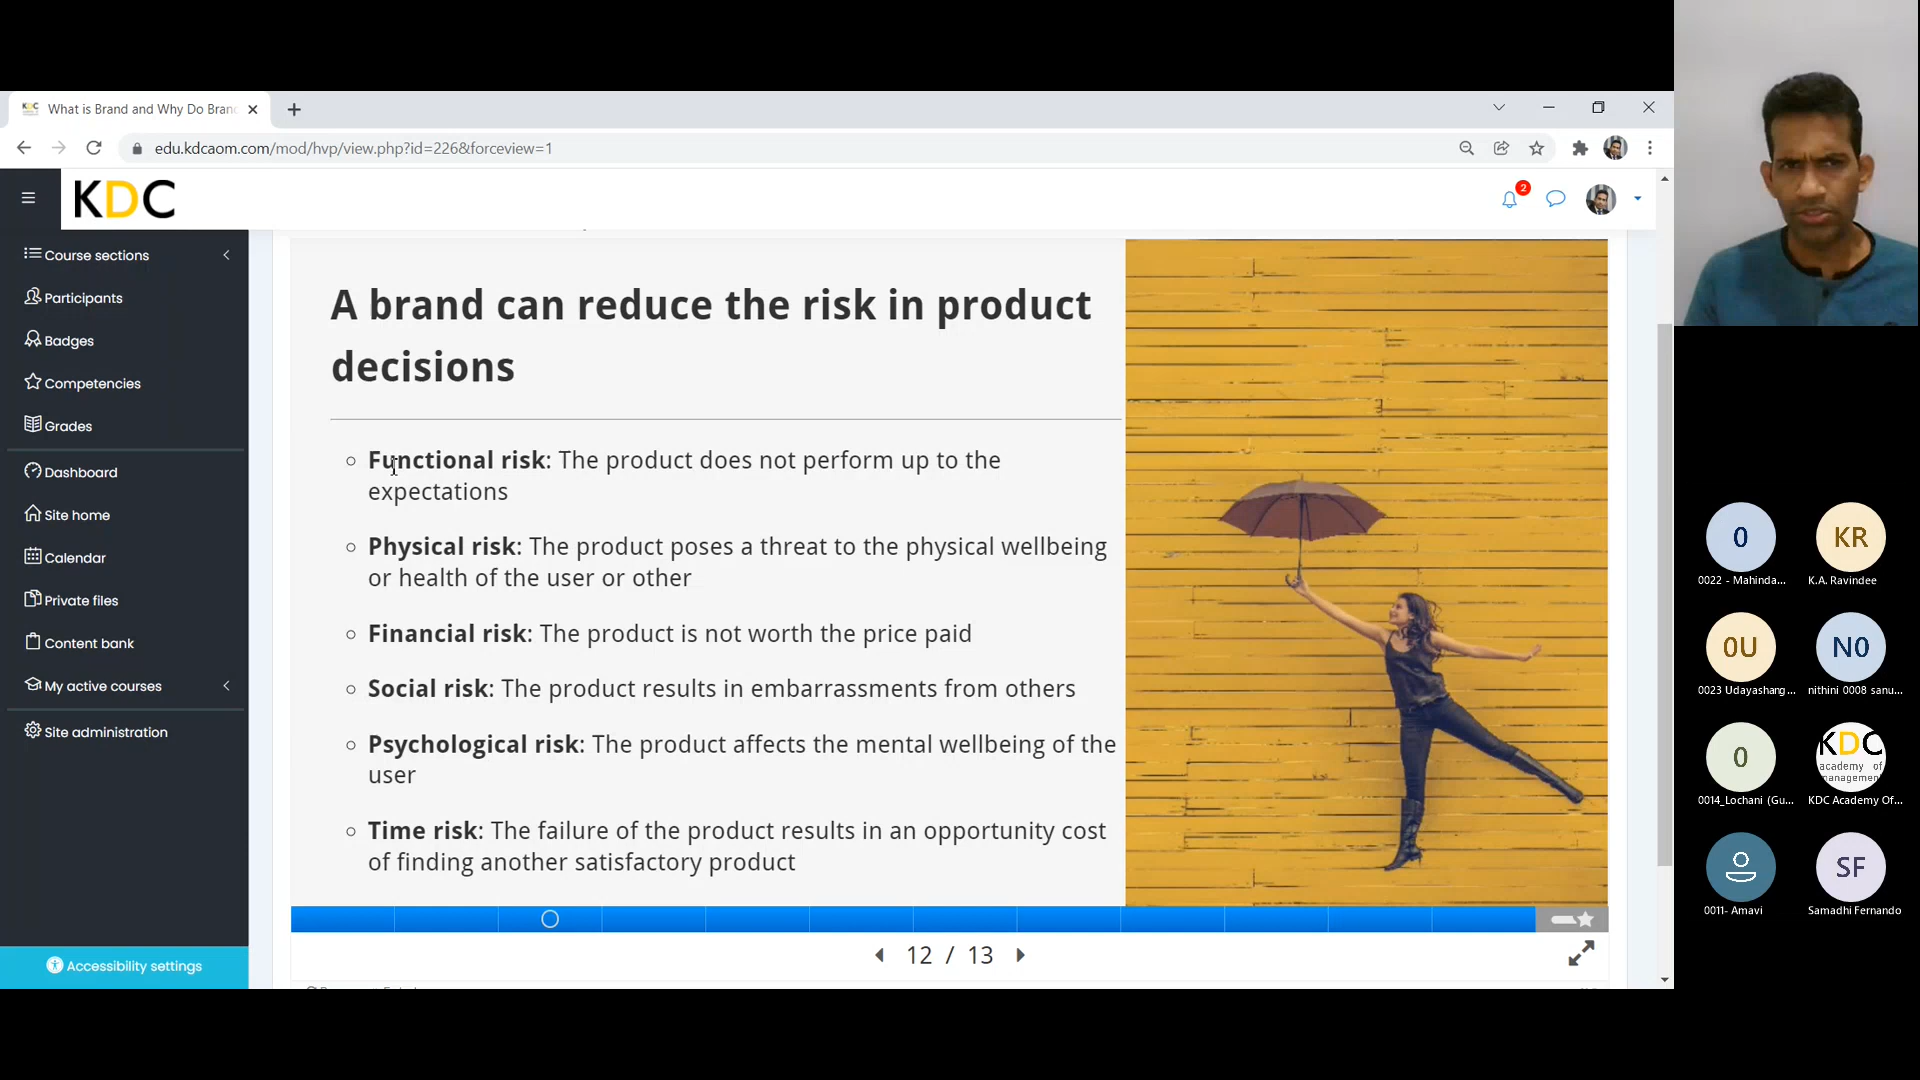 What is Brand and Why Do Bran
edu.kdcaom.com/mod/hvp/view.php?id=226&forceview=1
KDC
2
Course sections
Participants
Badges
Competencies
Grades
Dashboard
Site home
Calendar
Private files
Content bank
My active courses
Site administration
Accessibility settings
A brand can reduce the risk in product
decisions
Functional risk: The product does not perform up to the
expectations
Physical risk: The product poses a threat to the physical wellbeing
or health of the user or other
Financial risk: The product is not worth the price paid
Social risk: The product results in embarrassments from others
Psychological risk: The product affects the mental wellbeing of the
user
Time risk: The failure of the product results in an opportunity cost
of finding another satisfactory product
12 / 13
0
KR
0022 - Mahinda...
K.A. Ravindee
0U
N0
0023 Udayashang...
nithini 0008 sanu...
0
KDC
academy of
management
0014_Lochani (Gu...
KDC Academy Of...
SF
0011- Amavi
Samadhi Fernando